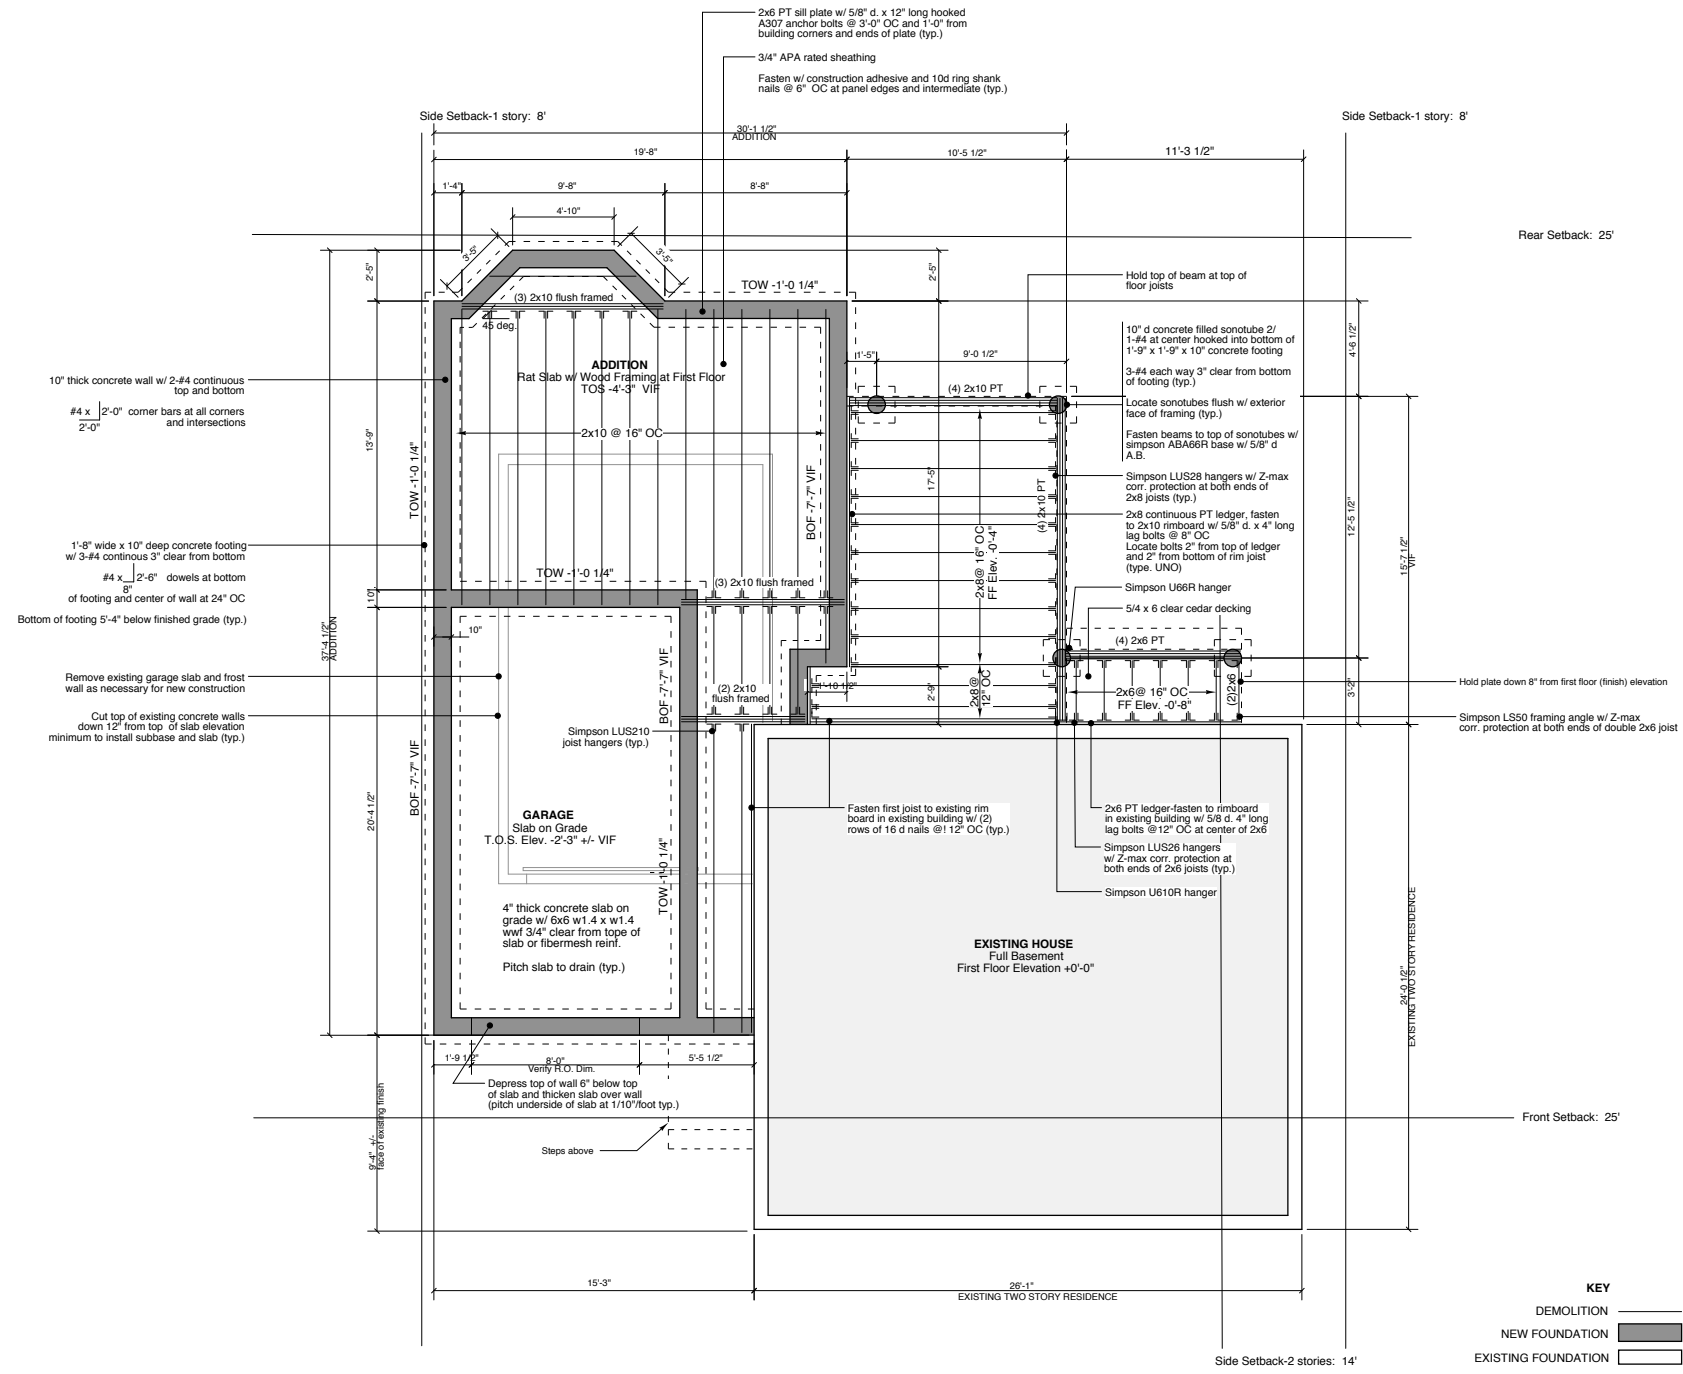 2x6 PT sill plate w/ 5/8" d. x 12" long hooked
A307 anchor bolts @ 3'-0" OC and 1'-0" from
building corners and ends of plate (typ.)
3/4" APA rated sheathing
Fasten w/ construction adhesive and 10d ring shank
nails @ 6" OC at panel edges and intermediate (typ.)
Side Setback-1 story: 8'
Side Setback-1 story: 8'
30'-1 1/2"
ADDITION
19'-8"
10'-5 1/2"
11'-3 1/2"
1'-4"
9'-8"
8'-8"
4'-10"
Rear Setback: 25'
3'-5"
3'-5"
2'-5"
2'-5"
TOW -1'-0 1/4"
Hold top of beam at top of
floor joists
(3) 2x10 flush framed
45 deg.
10" d concrete filled sonotube 2/
1-#4 at center hooked into bottom of
1'-9" x 1'-9" x 10" concrete footing
3-#4 each way 3" clear from bottom
of footing (typ.)
Locate sonotubes flush w/ exterior
face of framing (typ.)
Fasten beams to top of sonotubes w/
simpson ABA66R base w/ 5/8" d
A.B.
4'-6 1/2"
1'-5"
9'-0 1/2"
ADDITION
Rat Slab w/ Wood Framing at First Floor
TOS -4'-3" VIF
(4) 2x10 PT
10" thick concrete wall w/ 2-#4 continuous
top and bottom
#4 x 2'-0" corner bars at all corners
2'-0" and intersections
2x10 @ 16" OC
13'-9"
TOW -1'-0 1/4"
BOF -7'-7" VIF
17'-5"
(4) 2x10 PT
2x8@ 16" OC
FF Elev. -0'-4"
Simpson LUS28 hangers w/ Z-max
corr. protection at both ends of
2x8 joists (typ.)
2x8 continuous PT ledger, fasten
to 2x10 rimboard w/ 5/8" d. x 4" long
lag bolts @ 8" OC
Locate bolts 2" from top of ledger
and 2" from bottom of rim joist
(type. UNO)
12'-5 1/2"
15'-7 1/2"
VIF
1'-8" wide x 10" deep concrete footing
w/ 3-#4 continous 3" clear from bottom
#4 x 2'-6" dowels at bottom
8"
of footing and center of wall at 24" OC
Bottom of footing 5'-4" below finished grade (typ.)
TOW -1'-0 1/4"
(3) 2x10 flush framed
Simpson U66R hanger
5/4 x 6 clear cedar decking
10"
10"
37'-4 1/2"
ADDITION
(4) 2x6 PT
Remove existing garage slab and frost
wall as necessary for new construction
BOF -7'-7" VIF
(2) 2x10
flush framed
1'-10 1/2"
2'-9"
2x8@
12" OC
2x6@ 16" OC
FF Elev. -0'-8"
(2)2x6
3'-2"
Hold plate down 8" from first floor (finish) elevation
Cut top of existing concrete walls
down 12" from top of slab elevation
minimum to install subbase and slab (typ.)
Simpson LUS210
joist hangers (typ.)
Simpson LS50 framing angle w/ Z-max
corr. protection at both ends of double 2x6 joist
BOF -7'-7" VIF
20'-4 1/2"
GARAGE
Slab on Grade
T.O.S. Elev. -2'-3" +/- VIF
TOW -1'-0 1/4"
Fasten first joist to existing rim
board in existing building w/ (2)
rows of 16 d nails @! 12" OC (typ.)
2x6 PT ledger-fasten to rimboard
in existing building w/ 5/8 d. 4" long
lag bolts @12" OC at center of 2x6
Simpson LUS26 hangers
w/ Z-max corr. protection at
both ends of 2x6 joists (typ.)
Simpson U610R hanger
4" thick concrete slab on
grade w/ 6x6 w1.4 x w1.4
wwf 3/4" clear from tope of
slab or fibermesh reinf.
Pitch slab to drain (typ.)
EXISTING HOUSE
Full Basement
First Floor Elevation +0'-0"
24'-0 1/2"
EXISTING TWO STORY RESIDENCE
1'-9 1/2"
8'-0"
Verify R.O. Dim.
5'-5 1/2"
Depress top of wall 6" below top
of slab and thicken slab over wall
(pitch underside of slab at 1/10"/foot typ.)
9'-4" +/-
face of existing finish
Front Setback: 25'
Steps above
15'-3"
26'-1"
EXISTING TWO STORY RESIDENCE
KEY
DEMOLITION
NEW FOUNDATION
EXISTING FOUNDATION
Side Setback-2 stories: 14'